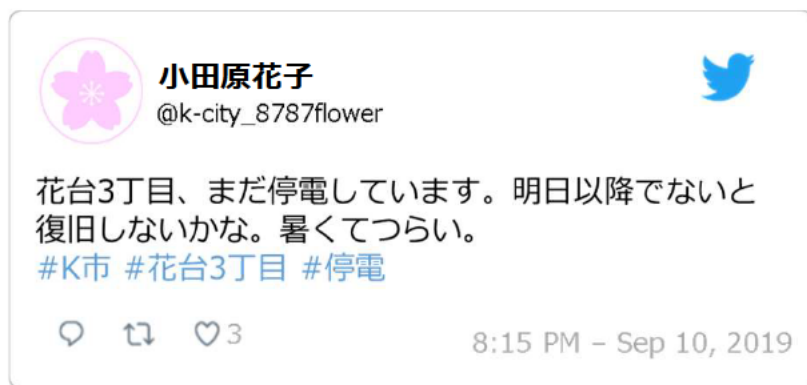 小田原花子
@k-city_8787flower
花台3丁目、まだ停電しています。明日以降でないと
復旧しないかな。暑くてつらい。
#K市 #花台3丁目 #停電
3
8:15 PM – Sep 10, 2019